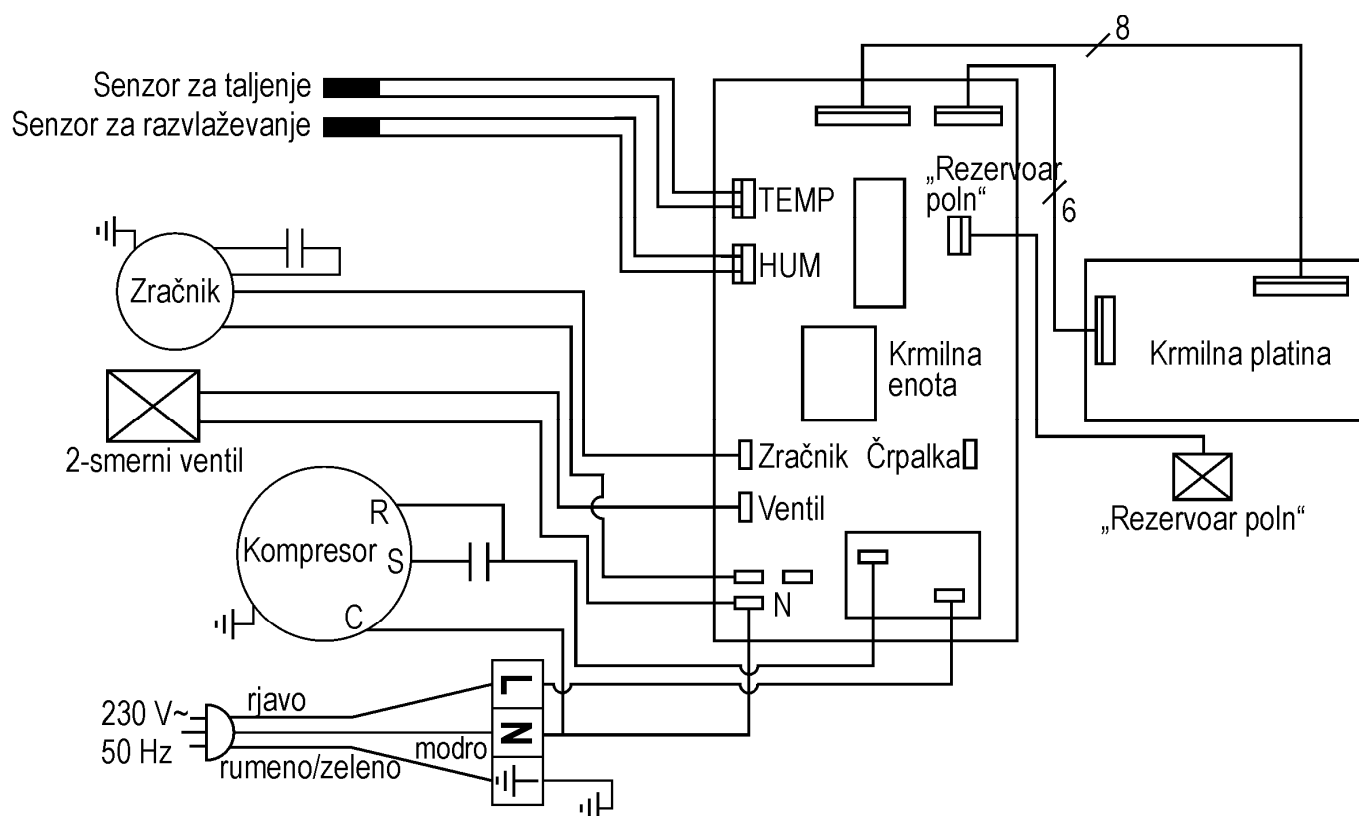 8
Senzor za taljenje
Senzor za razvlaževanje
„Rezervoar
poln“
6
TEMP
HUM
Zračnik
Krmilna platina
Krmilna
enota
2-smerni ventil
Zračnik
Črpalka
Ventil
„Rezervoar poln“
R
Kompresor
S
C
N
L
rjavo
230 V~
N
modro
50 Hz
rumeno/zeleno